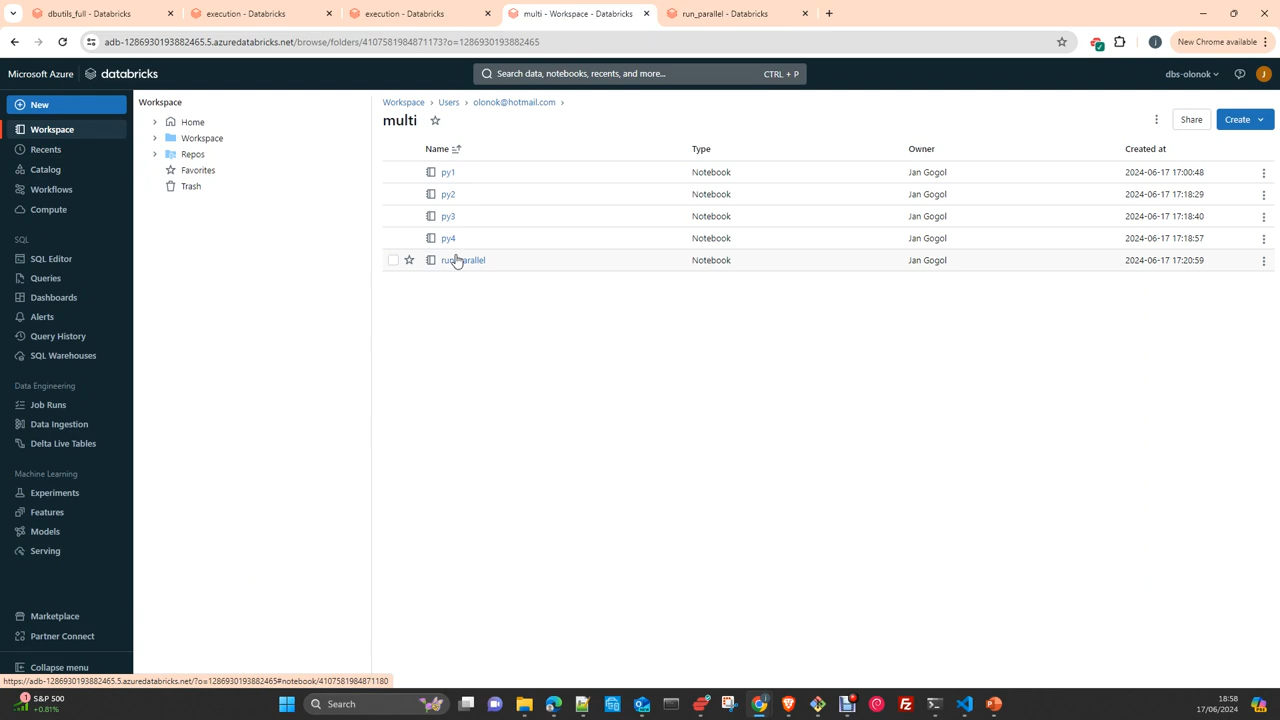 dbutils_full - Databricks
execution - Databricks
execution - Databricks
multi - Workspace - Databricks
run_parallel - Databricks
adb-1286930193882465.5.azuredatabricks.net/browse/folders/4107581984871173?o=1286930193882465
New Chrome available
Microsoft Azure
databricks
Search data, notebooks, recents, and more...
CTRL + P
dbs-olonok
New
Workspace
Recents
Catalog
Workflows
Compute
SQL
SQL Editor
Queries
Dashboards
Alerts
Query History
SQL Warehouses
Data Engineering
Job Runs
Data Ingestion
Delta Live Tables
Machine Learning
Experiments
Features
Models
Serving
Marketplace
Partner Connect
Collapse menu
Workspace
Home
Workspace
Repos
Favorites
Trash
Workspace > Users > olonok@hotmail.com >
multi
Share
Create
Name Type Owner Created at
py1 Notebook Jan Gogol 2024-06-17 17:00:48
py2 Notebook Jan Gogol 2024-06-17 17:18:29
py3 Notebook Jan Gogol 2024-06-17 17:18:40
py4 Notebook Jan Gogol 2024-06-17 17:18:57
run_parallel Notebook Jan Gogol 2024-06-17 17:20:59
https://adb-1286930193882465.5.azuredatabricks.net/?o=1286930193882465#notebook/4107581984871180
S&P 500
+0.81%
Search
18:58
17/06/2024